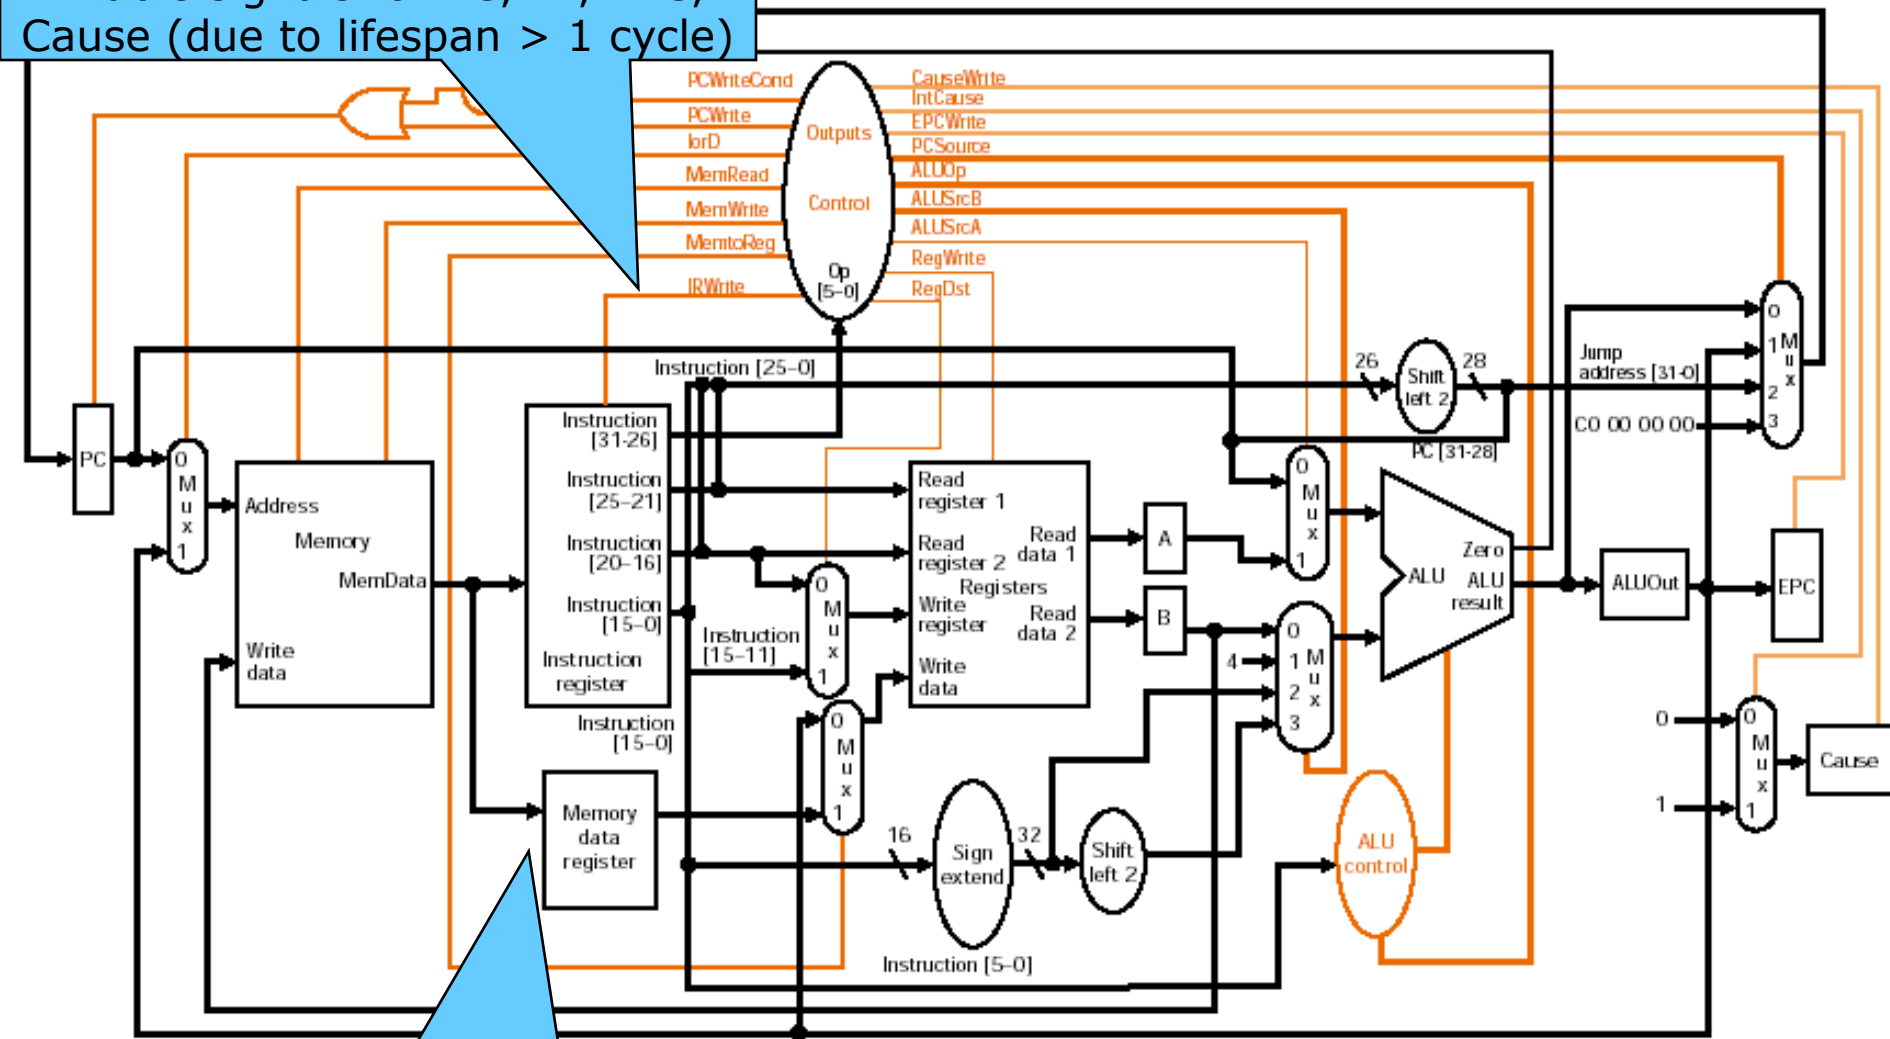 Cause (due to lifespan > 1 cycle)
PCWriteCond
PCWrite
IorD
MemRead
MemWrite
MemtoReg
IRWrite
Outputs
Control
Op
[5–0]
CauseWrite
IntCause
EPCWrite
PCSource
ALUOp
ALUSrcB
ALUSrcA
RegWrite
RegDst
Instruction [25–0]
26
Shift
left 2
28
Jump
address [31-0]
C0 00 00 00
PC [31-28]
0
1
2
3
M
u
x
PC
0
M
u
x
1
Address
Memory
MemData
Write
data
Instruction
[31-26]
Instruction
[25–21]
Instruction
[20–16]
Instruction
[15–0]
Instruction
register
Instruction
[15–11]
Instruction
[15–0]
0
M
u
x
1
Read
register 1
Read
register 2
Registers
Write
register
Write
data
Read
data 1
Read
data 2
A
B
0
M
u
x
1
4
0
1
2
3
M
u
x
Zero
ALU
ALU
result
ALUOut
EPC
0
1
0
M
u
x
1
Cause
Memory
data
register
0
M
u
x
1
16
Sign
extend
32
Shift
left 2
ALU
control
Instruction [5–0]